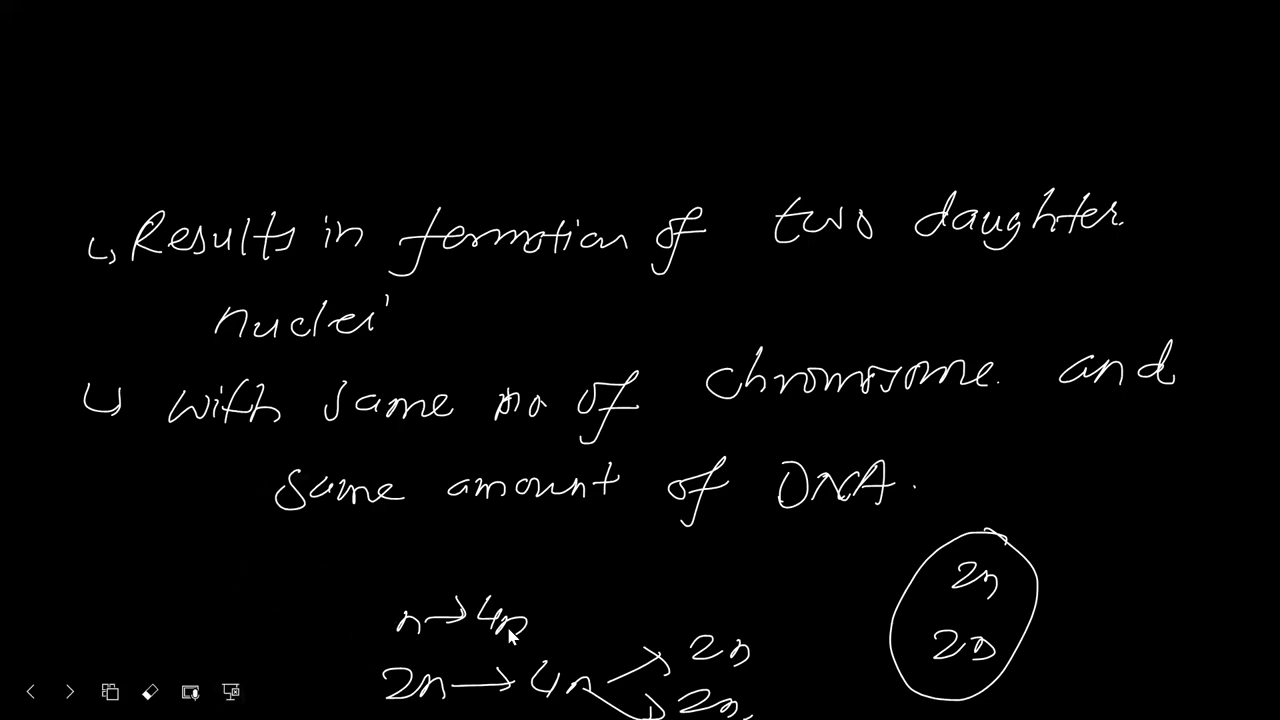 Results in formation of two daughter
nuclei
with same no of chromosome. and
same amount of DNA.
2n
2n
n → 4n
2n → 4n → 2n
→ 2n